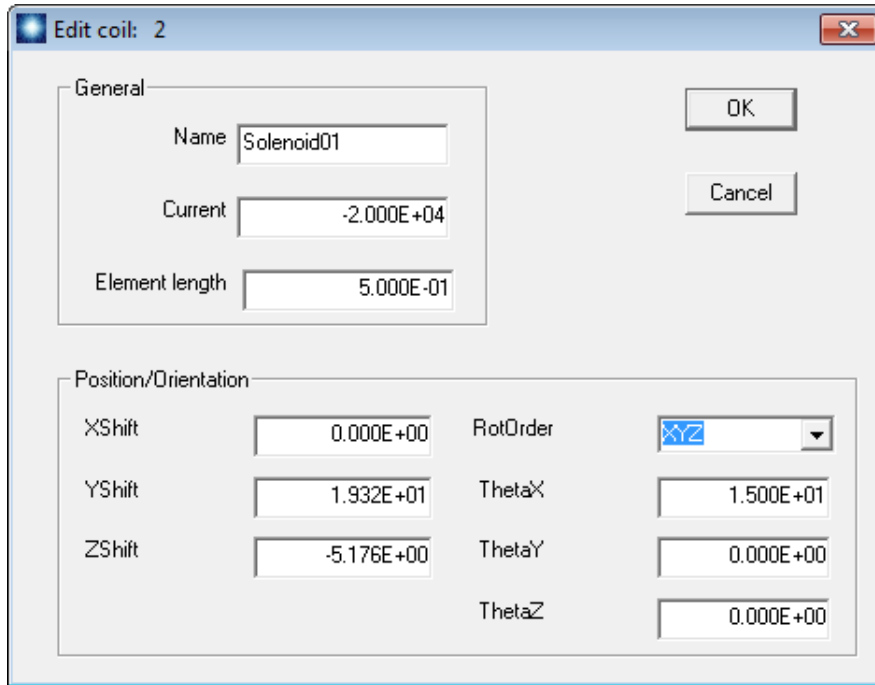 Edit coil: 2
General
Name Solenoid01
Current -2.000E+04
Element length 5.000E-01
OK
Cancel
Position/Orientation
XShift 0.000E+00 RotOrder XYZ
YShift 1.932E+01 ThetaX 1.500E+01
ZShift -5.176E+00 ThetaY 0.000E+00
ThetaZ 0.000E+00